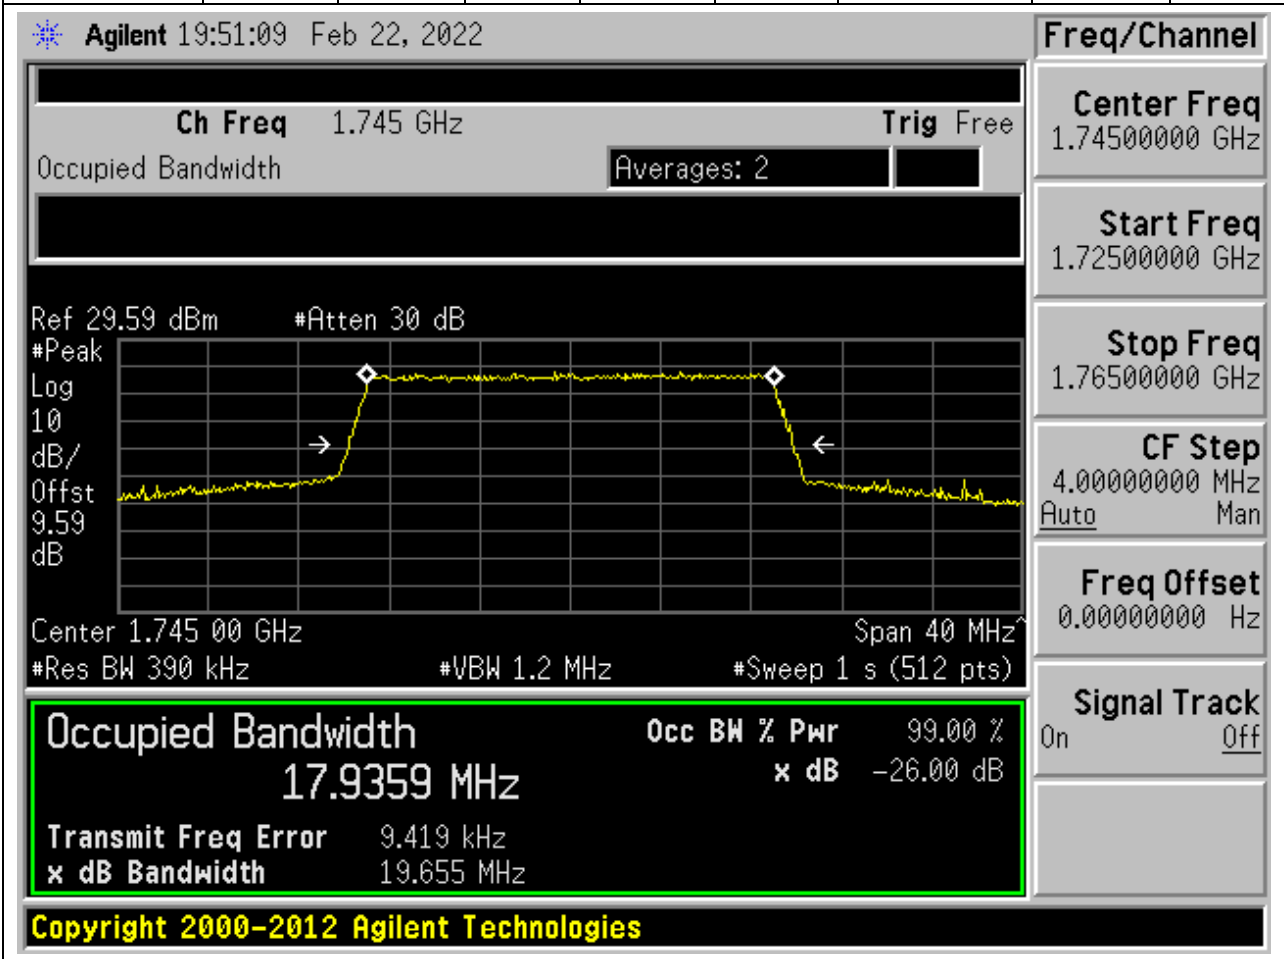 Agilent 19:51:09 Feb 22, 2022
Freq/Channel
Ch Freq 1.745 GHz Trig Free
Occupied Bandwidth Averages: 2
Center Freq
1.74500000 GHz
Start Freq
1.72500000 GHz
Stop Freq
1.76500000 GHz
CF Step
4.00000000 MHz
Auto Man
Freq Offset
0.00000000 Hz
Signal Track
On Off
Ref 29.59 dBm #Atten 30 dB
#Peak
Log
10
dB/
Offst
9.59
dB
Center 1.745 00 GHz Span 40 MHz^
#Res BW 390 kHz #VBW 1.2 MHz #Sweep 1 s (512 pts)
Occupied Bandwidth Occ BW % Pwr 99.00 %
17.9359 MHz x dB -26.00 dB
Transmit Freq Error 9.419 kHz
x dB Bandwidth 19.655 MHz
Copyright 2000-2012 Agilent Technologies